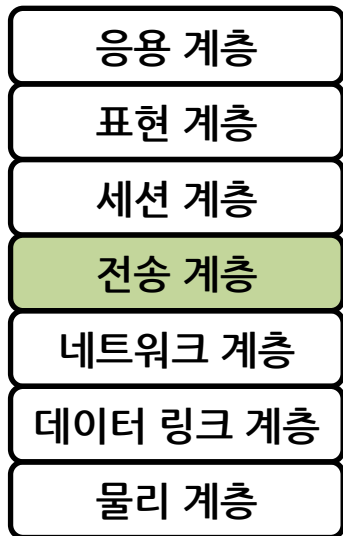 응용 계층
표현 계층
세션 계층
전송 계층
네트워크 계층
데이터 링크 계층
물리 계층